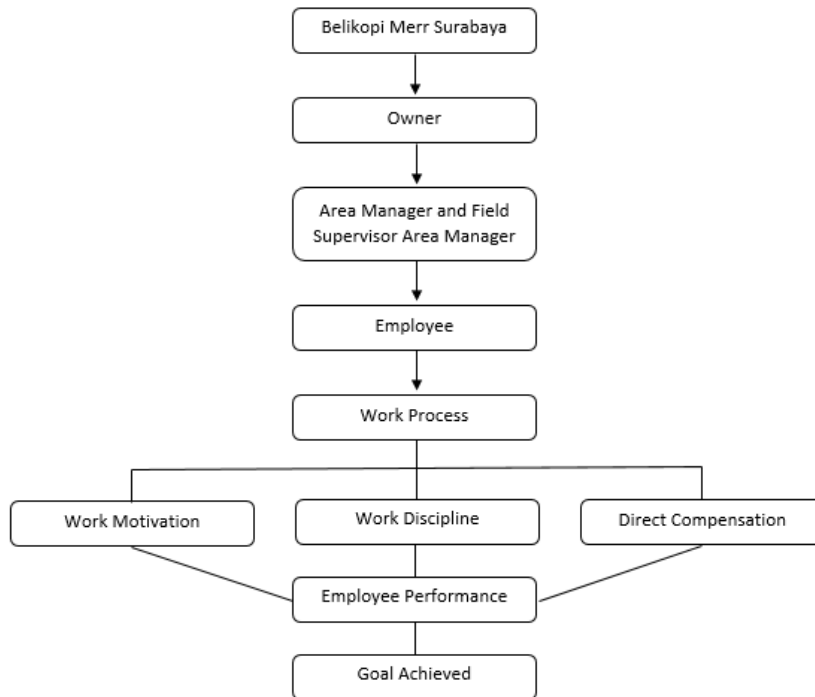 Belikopi Merr Surabaya
Owner
Area Manager and Field
Supervisor Area Manager
Employee
Work Process
Work Motivation
Work Discipline
Direct Compensation
Employee Performance
Goal Achieved